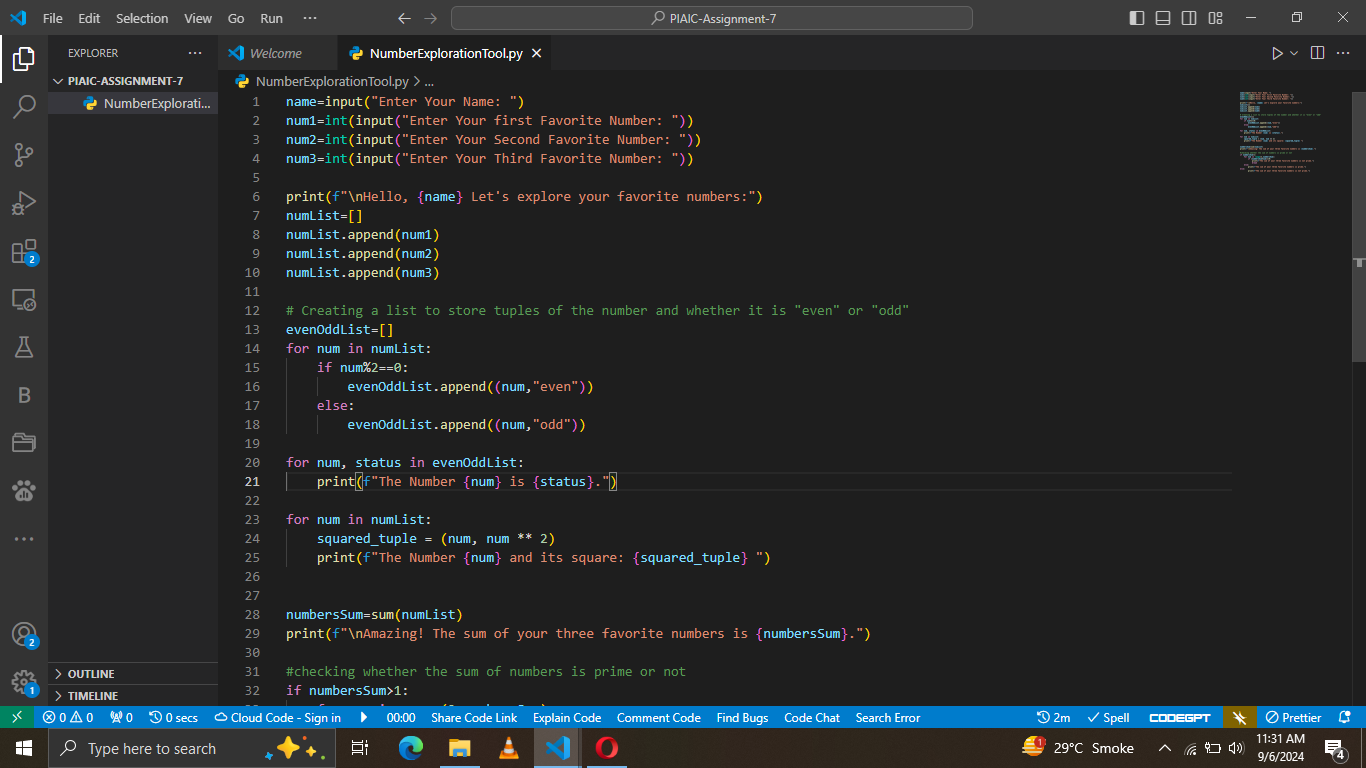 File Edit Selection View Go Run ··· PIAIC-Assignment-7
EXPLORER ···
Welcome
NumberExplorationTool.py
PIAIC-ASSIGNMENT-7
NumberExplorationTool.py > ...
NumberExplorati...
1 name=input("Enter Your Name: ")
2 num1=int(input("Enter Your first Favorite Number: "))
3 num2=int(input("Enter Your Second Favorite Number: "))
4 num3=int(input("Enter Your Third Favorite Number: "))
5
6 print(f"\nHello, {name} Let's explore your favorite numbers:")
7 numList=[]
8 numList.append(num1)
9 numList.append(num2)
10 numList.append(num3)
11
12 # Creating a list to store tuples of the number and whether it is "even" or "odd"
13 evenOddList=[]
14 for num in numList:
15 if num%2==0:
16 evenOddList.append((num,"even"))
17 else:
18 evenOddList.append((num,"odd"))
19
20 for num, status in evenOddList:
21 print(f"The Number {num} is {status}.")
22
23 for num in numList:
24 squared_tuple = (num, num ** 2)
25 print(f"The Number {num} and its square: {squared_tuple} ")
26
27
28 numbersSum=sum(numList)
29 print(f"\nAmazing! The sum of your three favorite numbers is {numbersSum}.")
30
31 #checking whether the sum of numbers is prime or not
32 if numbersSum>1:
2
B
2
1
OUTLINE
TIMELINE
0 0 0 0 secs Cloud Code - Sign in 00:00 Share Code Link Explain Code Comment Code Find Bugs Code Chat Search Error 2m Spell CODEGPT Prettier
Type here to search
1 29°C Smoke
11:31 AM
9/6/2024
4